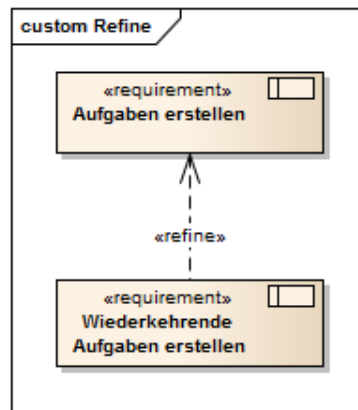 custom Refine
«requirement»
Aufgaben erstellen
«refine»
«requirement»
Wiederkehrende
Aufgaben erstellen